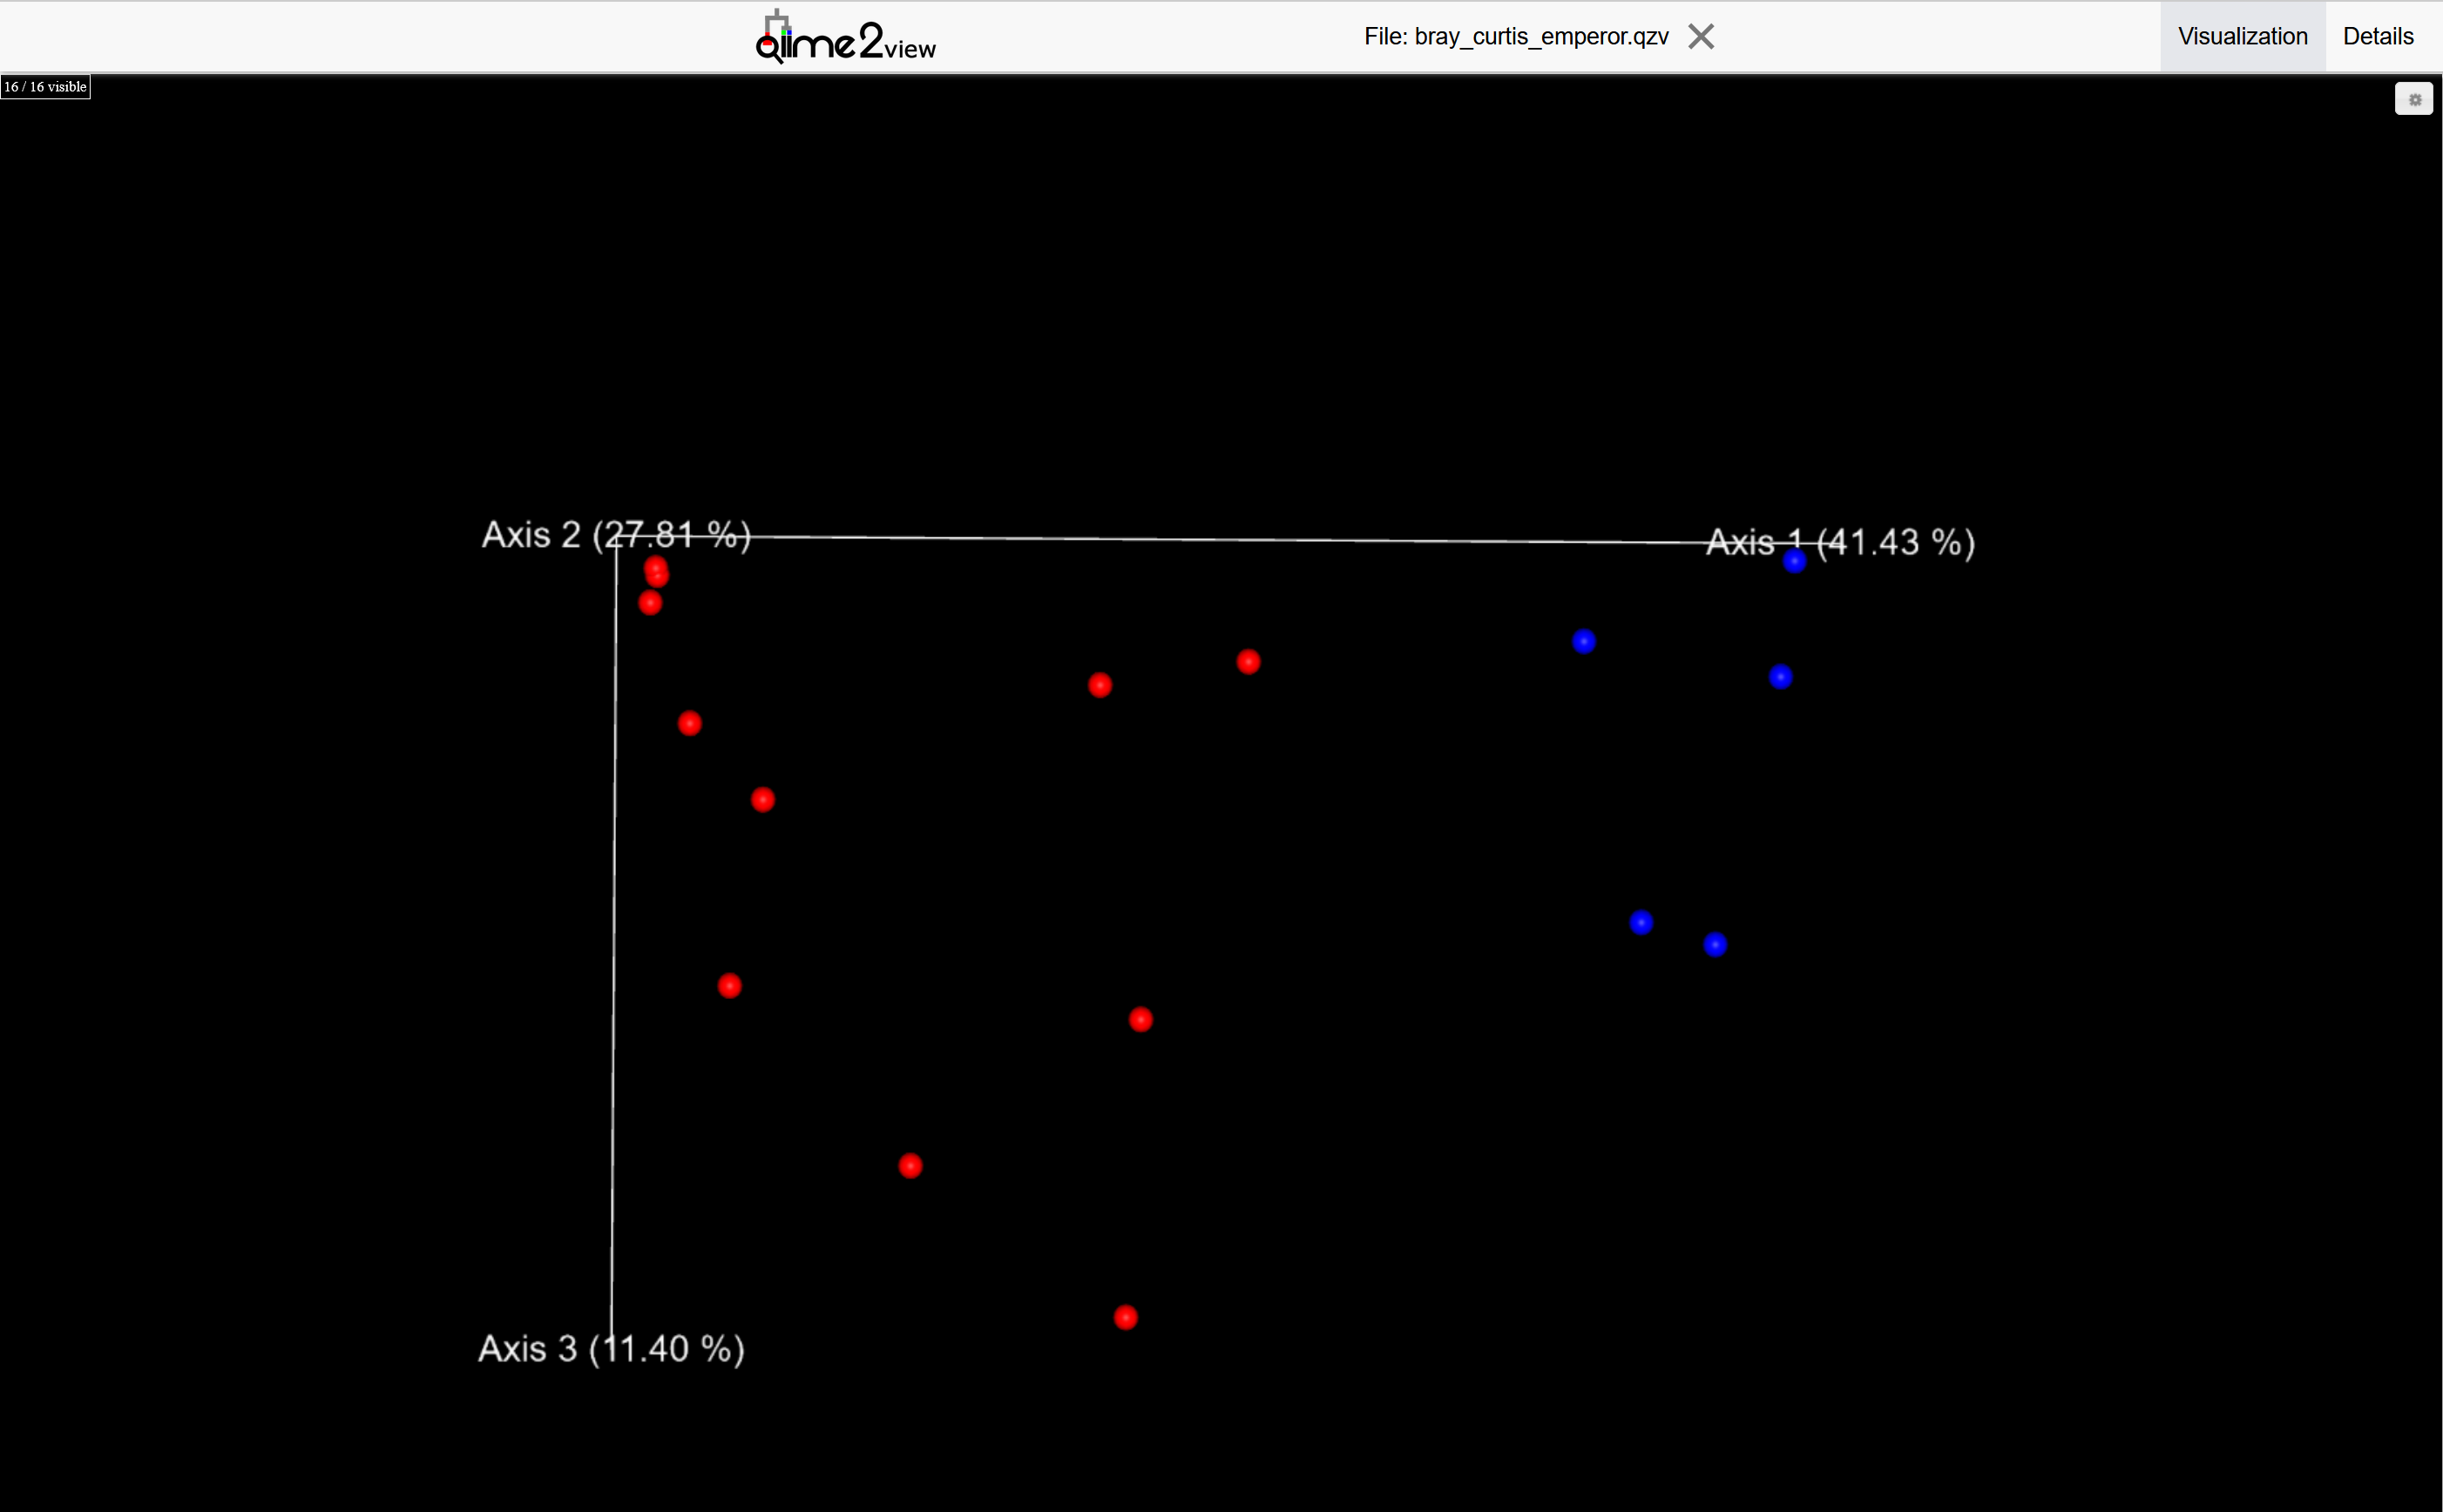 qiime2view
File: bray_curtis_emperor.qzv
Visualization
Details
16 / 16 visible
Axis 2 (27.81 %)
Axis 1 (41.43 %)
Axis 3 (11.40 %)